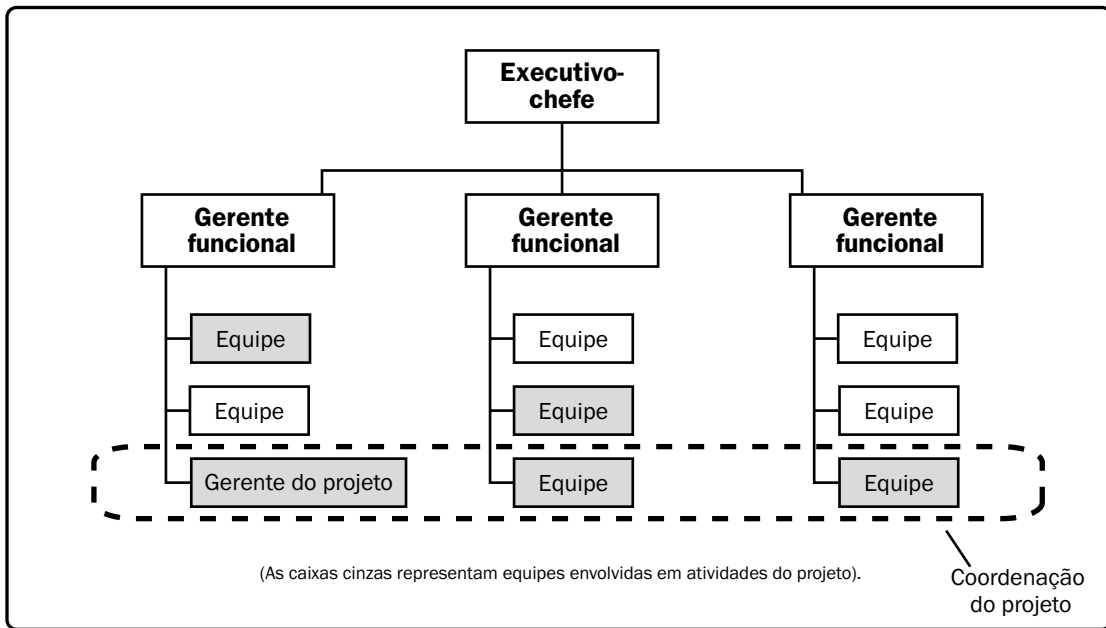 Executivo-
chefe
Gerente
funcional
Gerente
funcional
Gerente
funcional
Equipe
Equipe
Equipe
Equipe
Equipe
Equipe
Gerente do projeto
Equipe
Equipe
(As caixas cinzas representam equipes envolvidas em atividades do projeto).
Coordenação
do projeto